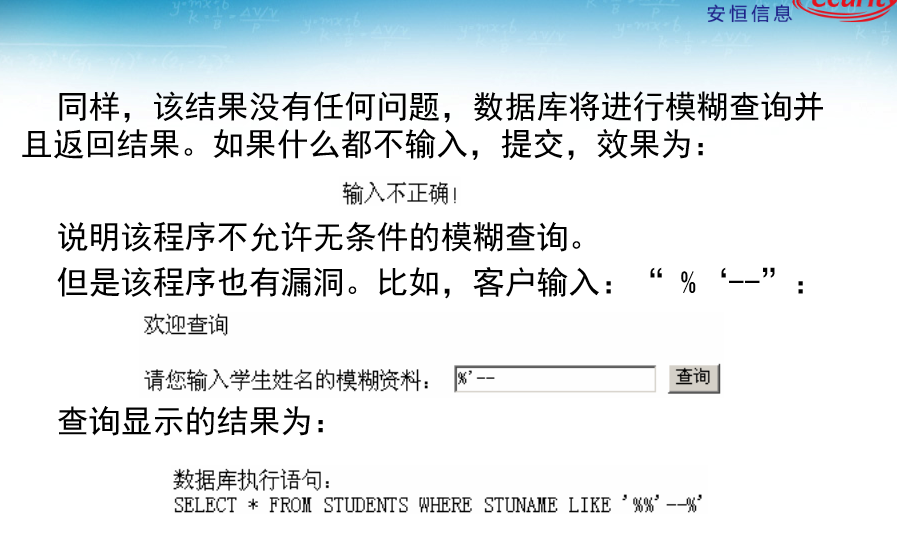 安恒信息
同样，该结果没有任何问题，数据库将进行模糊查询并
且返回结果。如果什么都不输入，提交，效果为：
输入不正确!
说明该程序不允许无条件的模糊查询。
但是该程序也有漏洞。比如，客户输入：“ % ‘--”：
欢迎查询
请您输入学生姓名的模糊资料： %'-- 查询
查询显示的结果为：
数据库执行语句：
SELECT * FROM STUDENTS WHERE STUNAME LIKE '%%'--%'